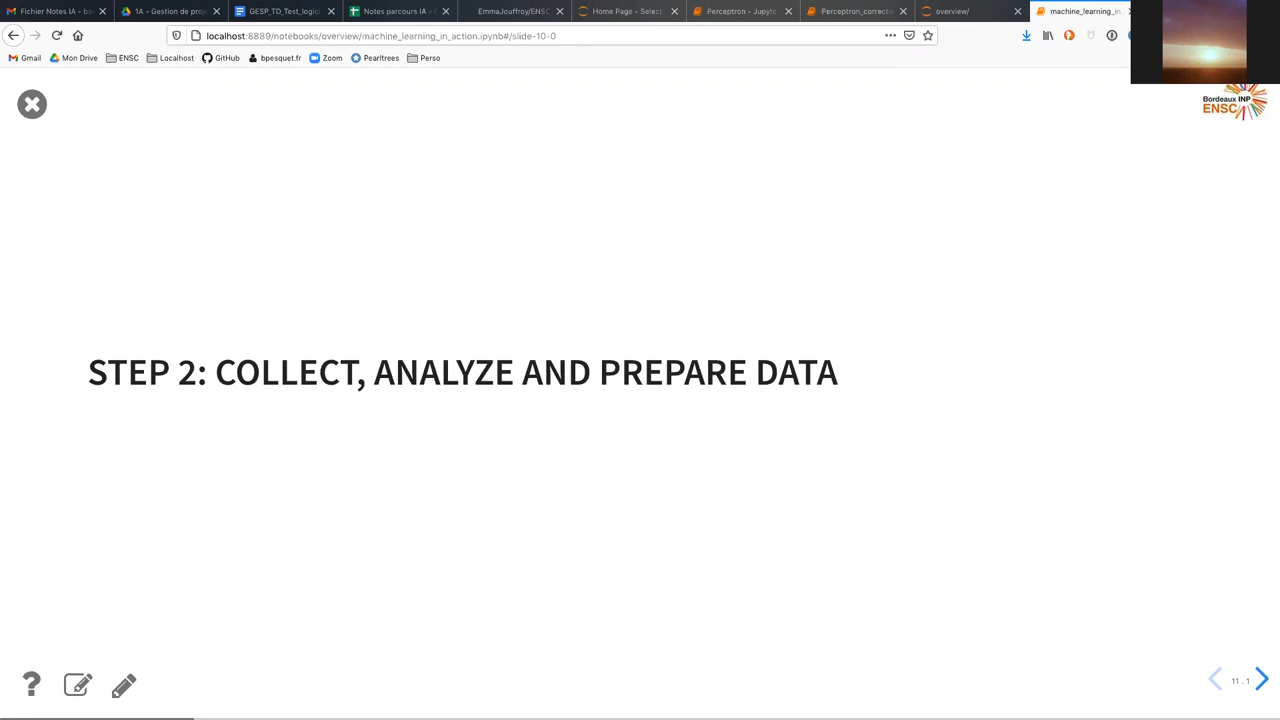 Fichier Notes IA - ba
1A - Gestion de proj
GESP_TD_Test_logici
Notes parcours IA - 
EmmaJouffroy/ENSC
Home Page - Select
Perceptron - Jupyt
Perceptron_correcti
overview/
machine_learning_in
localhost:8889/notebooks/overview/machine_learning_in_action.ipynb#/slide-10-0
Gmail
Mon Drive
ENSC
Localhost
GitHub
bpesquet.fr
Zoom
Pearltrees
Perso
Bordeaux INP
ENSC
STEP 2: COLLECT, ANALYZE AND PREPARE DATA
?
11 . 1